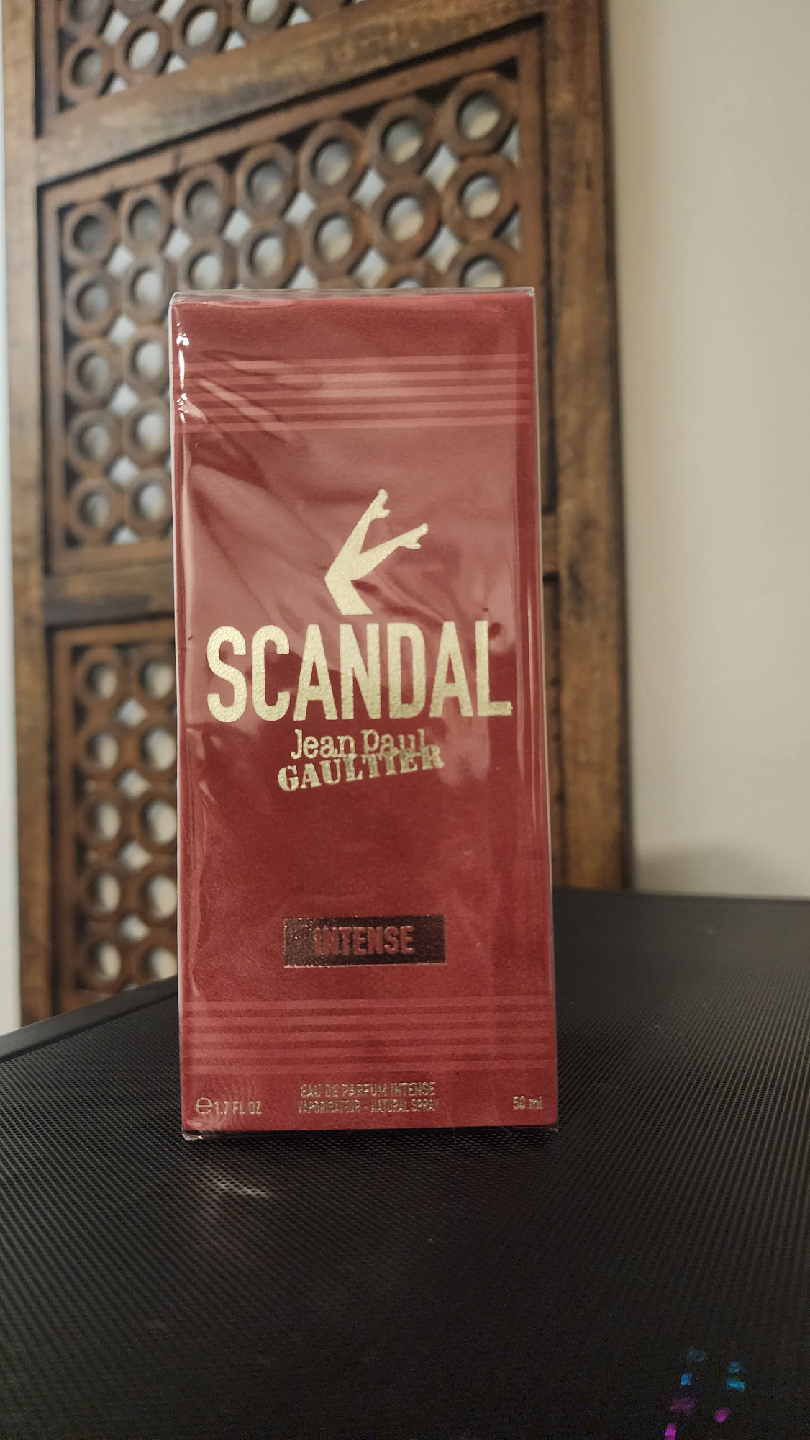 SCANDAL
Jean Paul
GAULTIER
INTENSE
EAU DE PARFUM INTENSE
℮1.7 FL OZ VAPORISATEUR - NATURAL SPRAY 50 ml